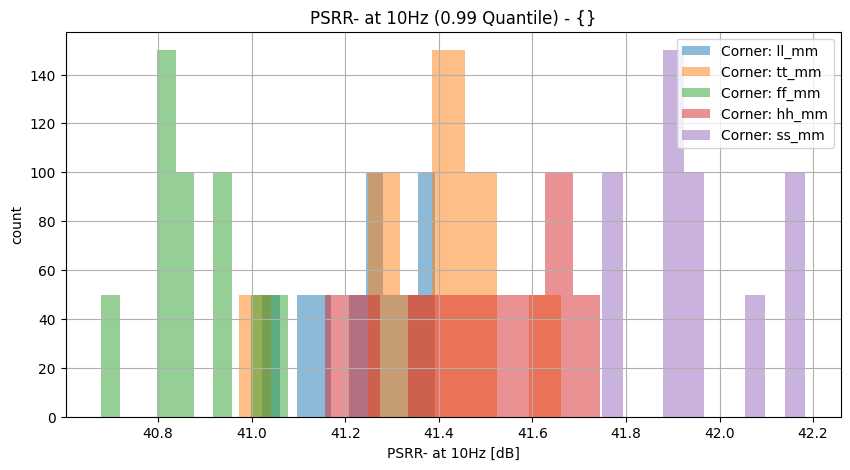 PSRR- at 10Hz (0.99 Quantile) - {}
Corner: ll_mm
Corner: tt_mm
Corner: ff_mm
Corner: hh_mm
Corner: ss_mm
count
140
120
100
80
60
40
20
0
40.8
41.0
41.2
41.4
41.6
41.8
42.0
42.2
PSRR- at 10Hz [dB]